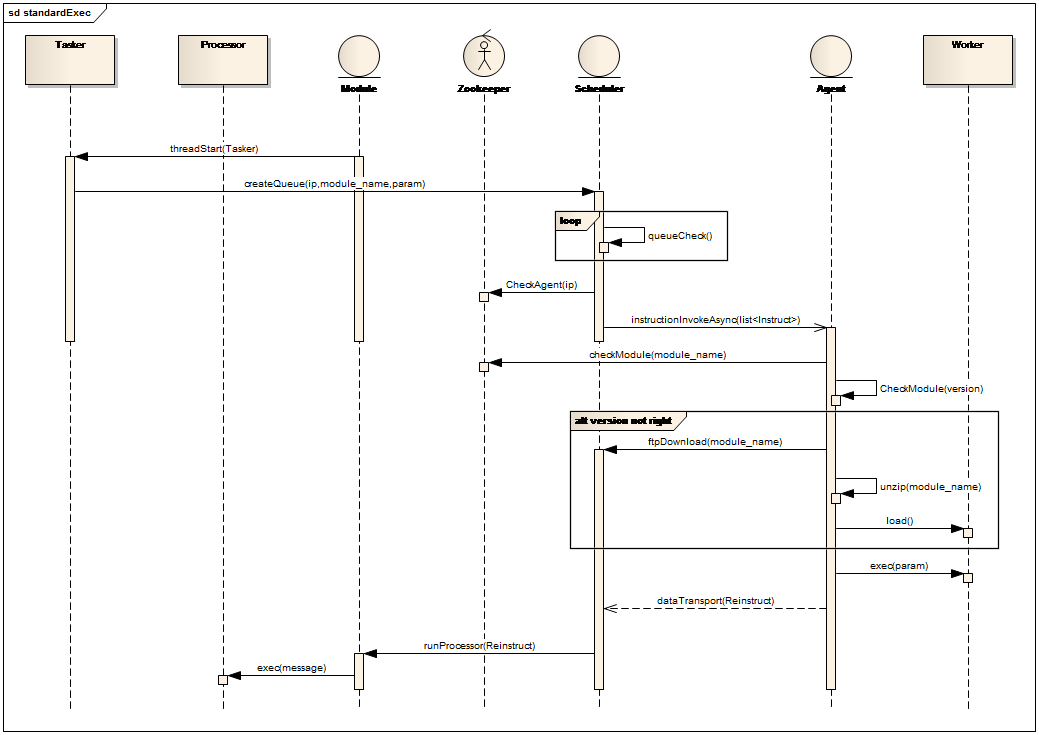 sd standardExec
Tasker
Processor
Module
Zookeeper
Scheduler
Agent
Worker
threadStart(Tasker)
createQueue(ip,module_name,param)
loop
queueCheck()
CheckAgent(ip)
instructionInvokeAsync(list<Instruct>)
checkModule(module_name)
CheckModule(version)
alt version not right
ftpDownload(module_name)
unzip(module_name)
load()
exec(param)
dataTransport(Reinstruct)
runProcessor(Reinstruct)
exec(message)